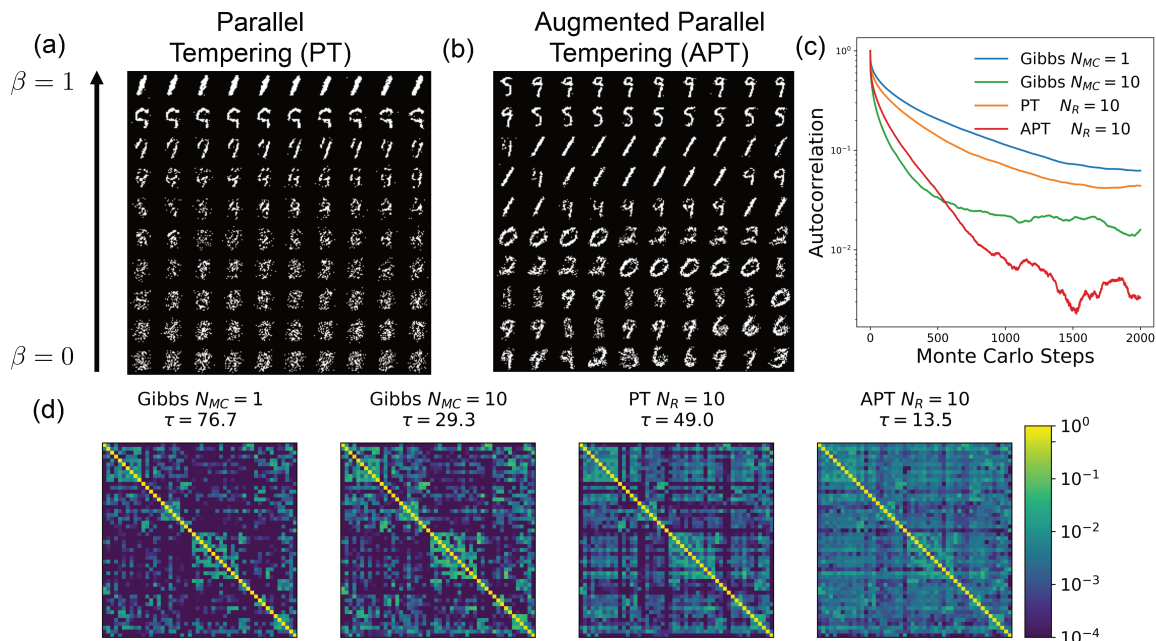 (a)
Parallel
Tempering (PT)
β = 1
β = 0
(b)
Augmented Parallel
Tempering (APT)
(c)
10⁰
10⁻¹
10⁻²
Autocorrelation
Gibbs N_MC = 1
Gibbs N_MC = 10
PT N_R = 10
APT N_R = 10
0 500 1000 1500 2000
Monte Carlo Steps
(d)
Gibbs N_MC = 1
τ = 76.7
Gibbs N_MC = 10
τ = 29.3
PT N_R = 10
τ = 49.0
APT N_R = 10
τ = 13.5
10⁰
10⁻¹
10⁻²
10⁻³
10⁻⁴